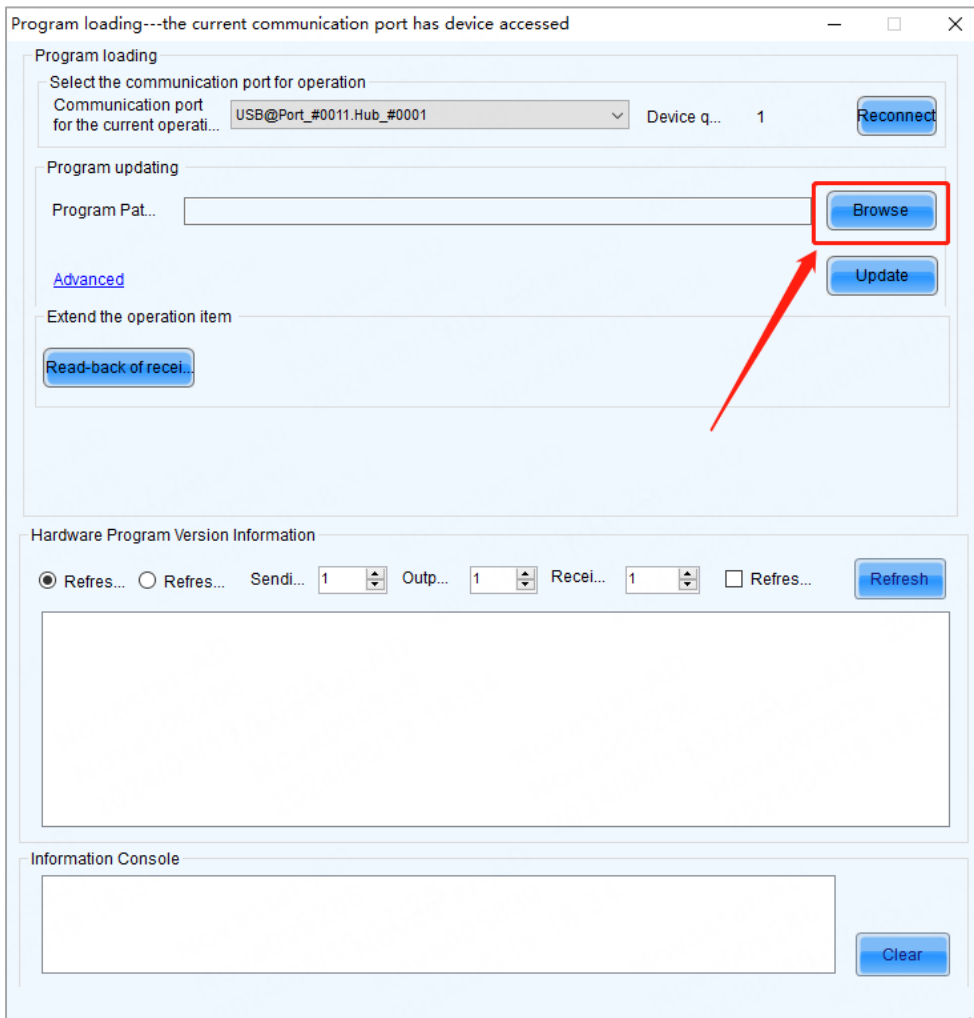 Program loading---the current communication port has device accessed
Program loading
Select the communication port for operation
Communication port
for the current operati...
USB@Port_#0011.Hub_#0001
Device q...
1
Reconnect
Program updating
Program Pat...
Browse
Advanced
Update
Extend the operation item
Read-back of recei...
Hardware Program Version Information
Refres...
Refres...
Sendi...
1
Outp...
1
Recei...
1
Refres...
Refresh
Information Console
Clear